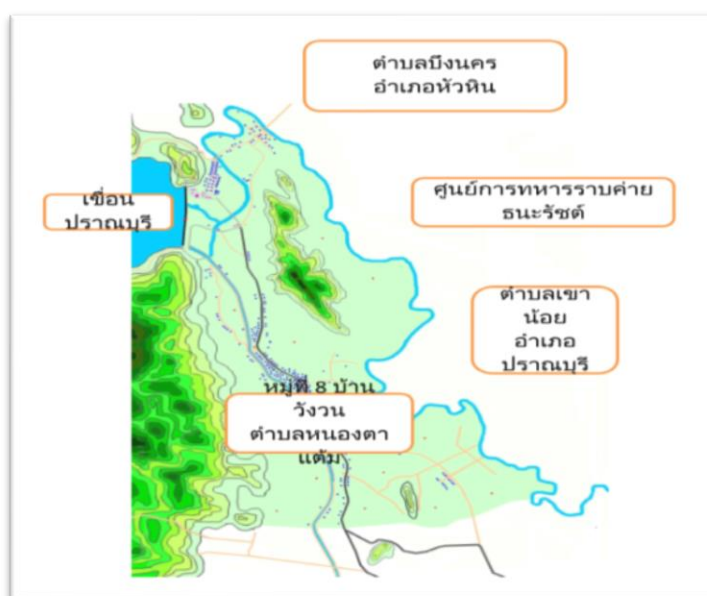 ตำบลบึงนคร
อำเภอหัวหิน
เขื่อน
ปราณบุรี
ศูนย์การทหารราบค่าย
ธนะรัชต์
ตำบลเขา
น้อย
อำเภอ
ปราณบุรี
หมู่ที่ 8 บ้าน
วังวน
ตำบลหนองตา
แต้ม